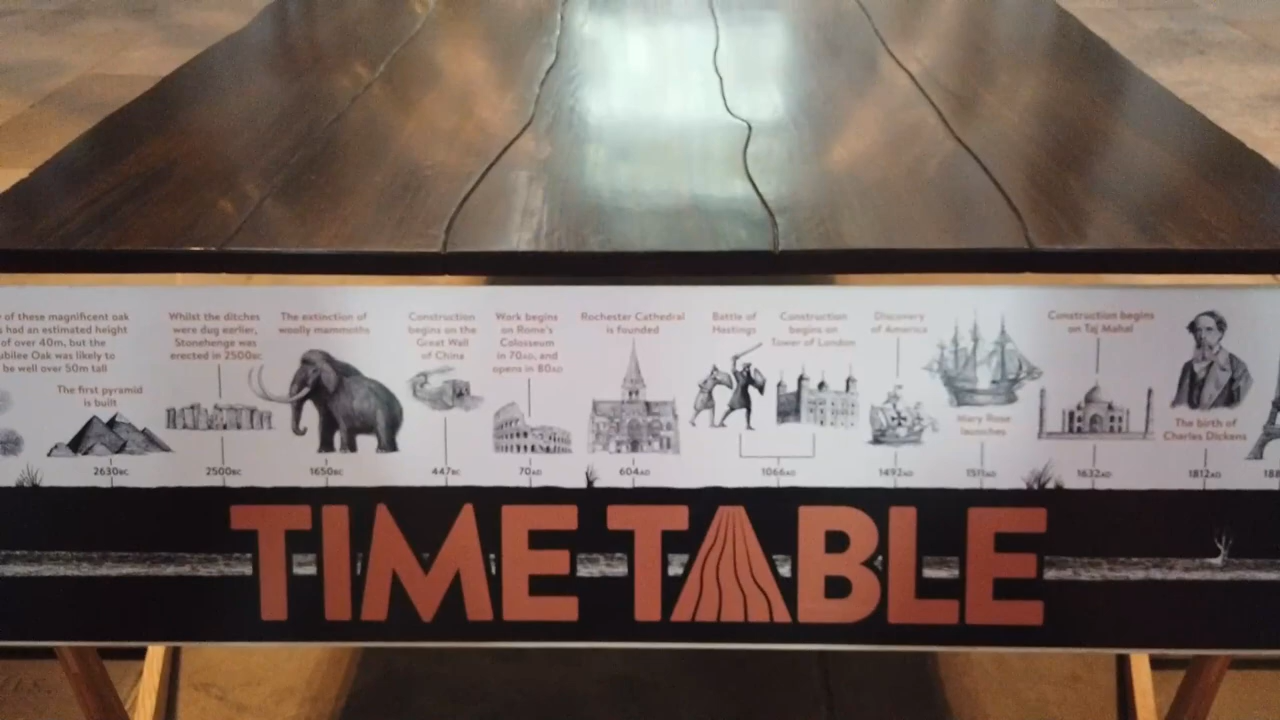 of these magnificent oak
had an estimated height
of over 40m, but the
ubilee Oak was likely to
be well over 50m tall
The first pyramid
is built
2630BC
Whilst the ditches
were dug earlier,
Stonehenge was
erected in 2500BC
2500BC
The extinction of
woolly mammoths
1650BC
Construction
begins on the
Great Wall
of China
447BC
Work begins
on Rome's
Colosseum
in 70AD, and
opens in 80AD
70AD
Rochester Cathedral
is founded
604AD
Battle of
Hastings
Construction
begins on
Tower of London
1066AD
Discovery
of America
1492AD
Mary Rose
launches
1511AD
Construction begins
on Taj Mahal
1632AD
The birth of
Charles Dickens
1812AD
188
TIME TABLE